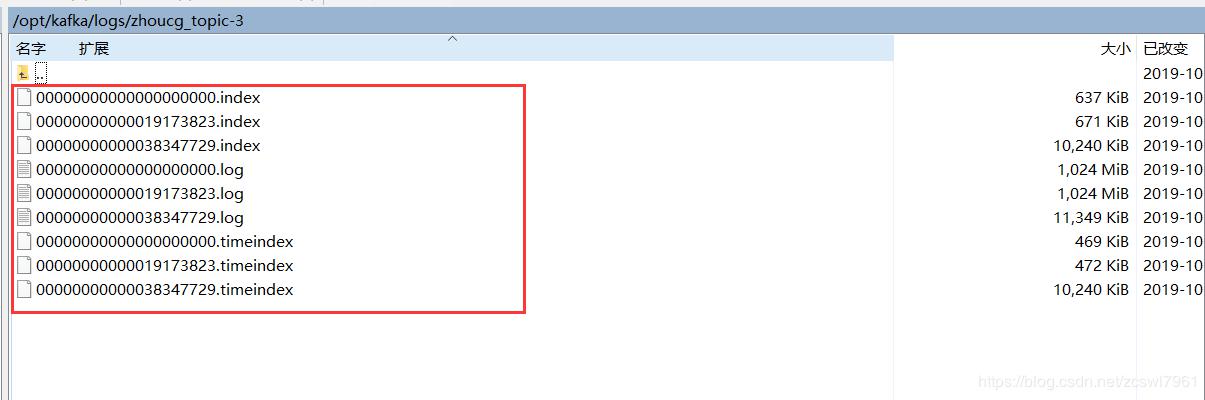 /opt/kafka/logs/zhoucg_topic-3
名字 扩展 大小 已改变
.. 2019-10
00000000000000000000.index 637 KiB 2019-10
00000000000019173823.index 671 KiB 2019-10
00000000000038347729.index 10,240 KiB 2019-10
00000000000000000000.log 1,024 MiB 2019-10
00000000000019173823.log 1,024 MiB 2019-10
00000000000038347729.log 11,349 KiB 2019-10
00000000000000000000.timeindex 469 KiB 2019-10
00000000000019173823.timeindex 472 KiB 2019-10
00000000000038347729.timeindex 10,240 KiB 2019-10
https://blog.csdn.net/zcswl7961